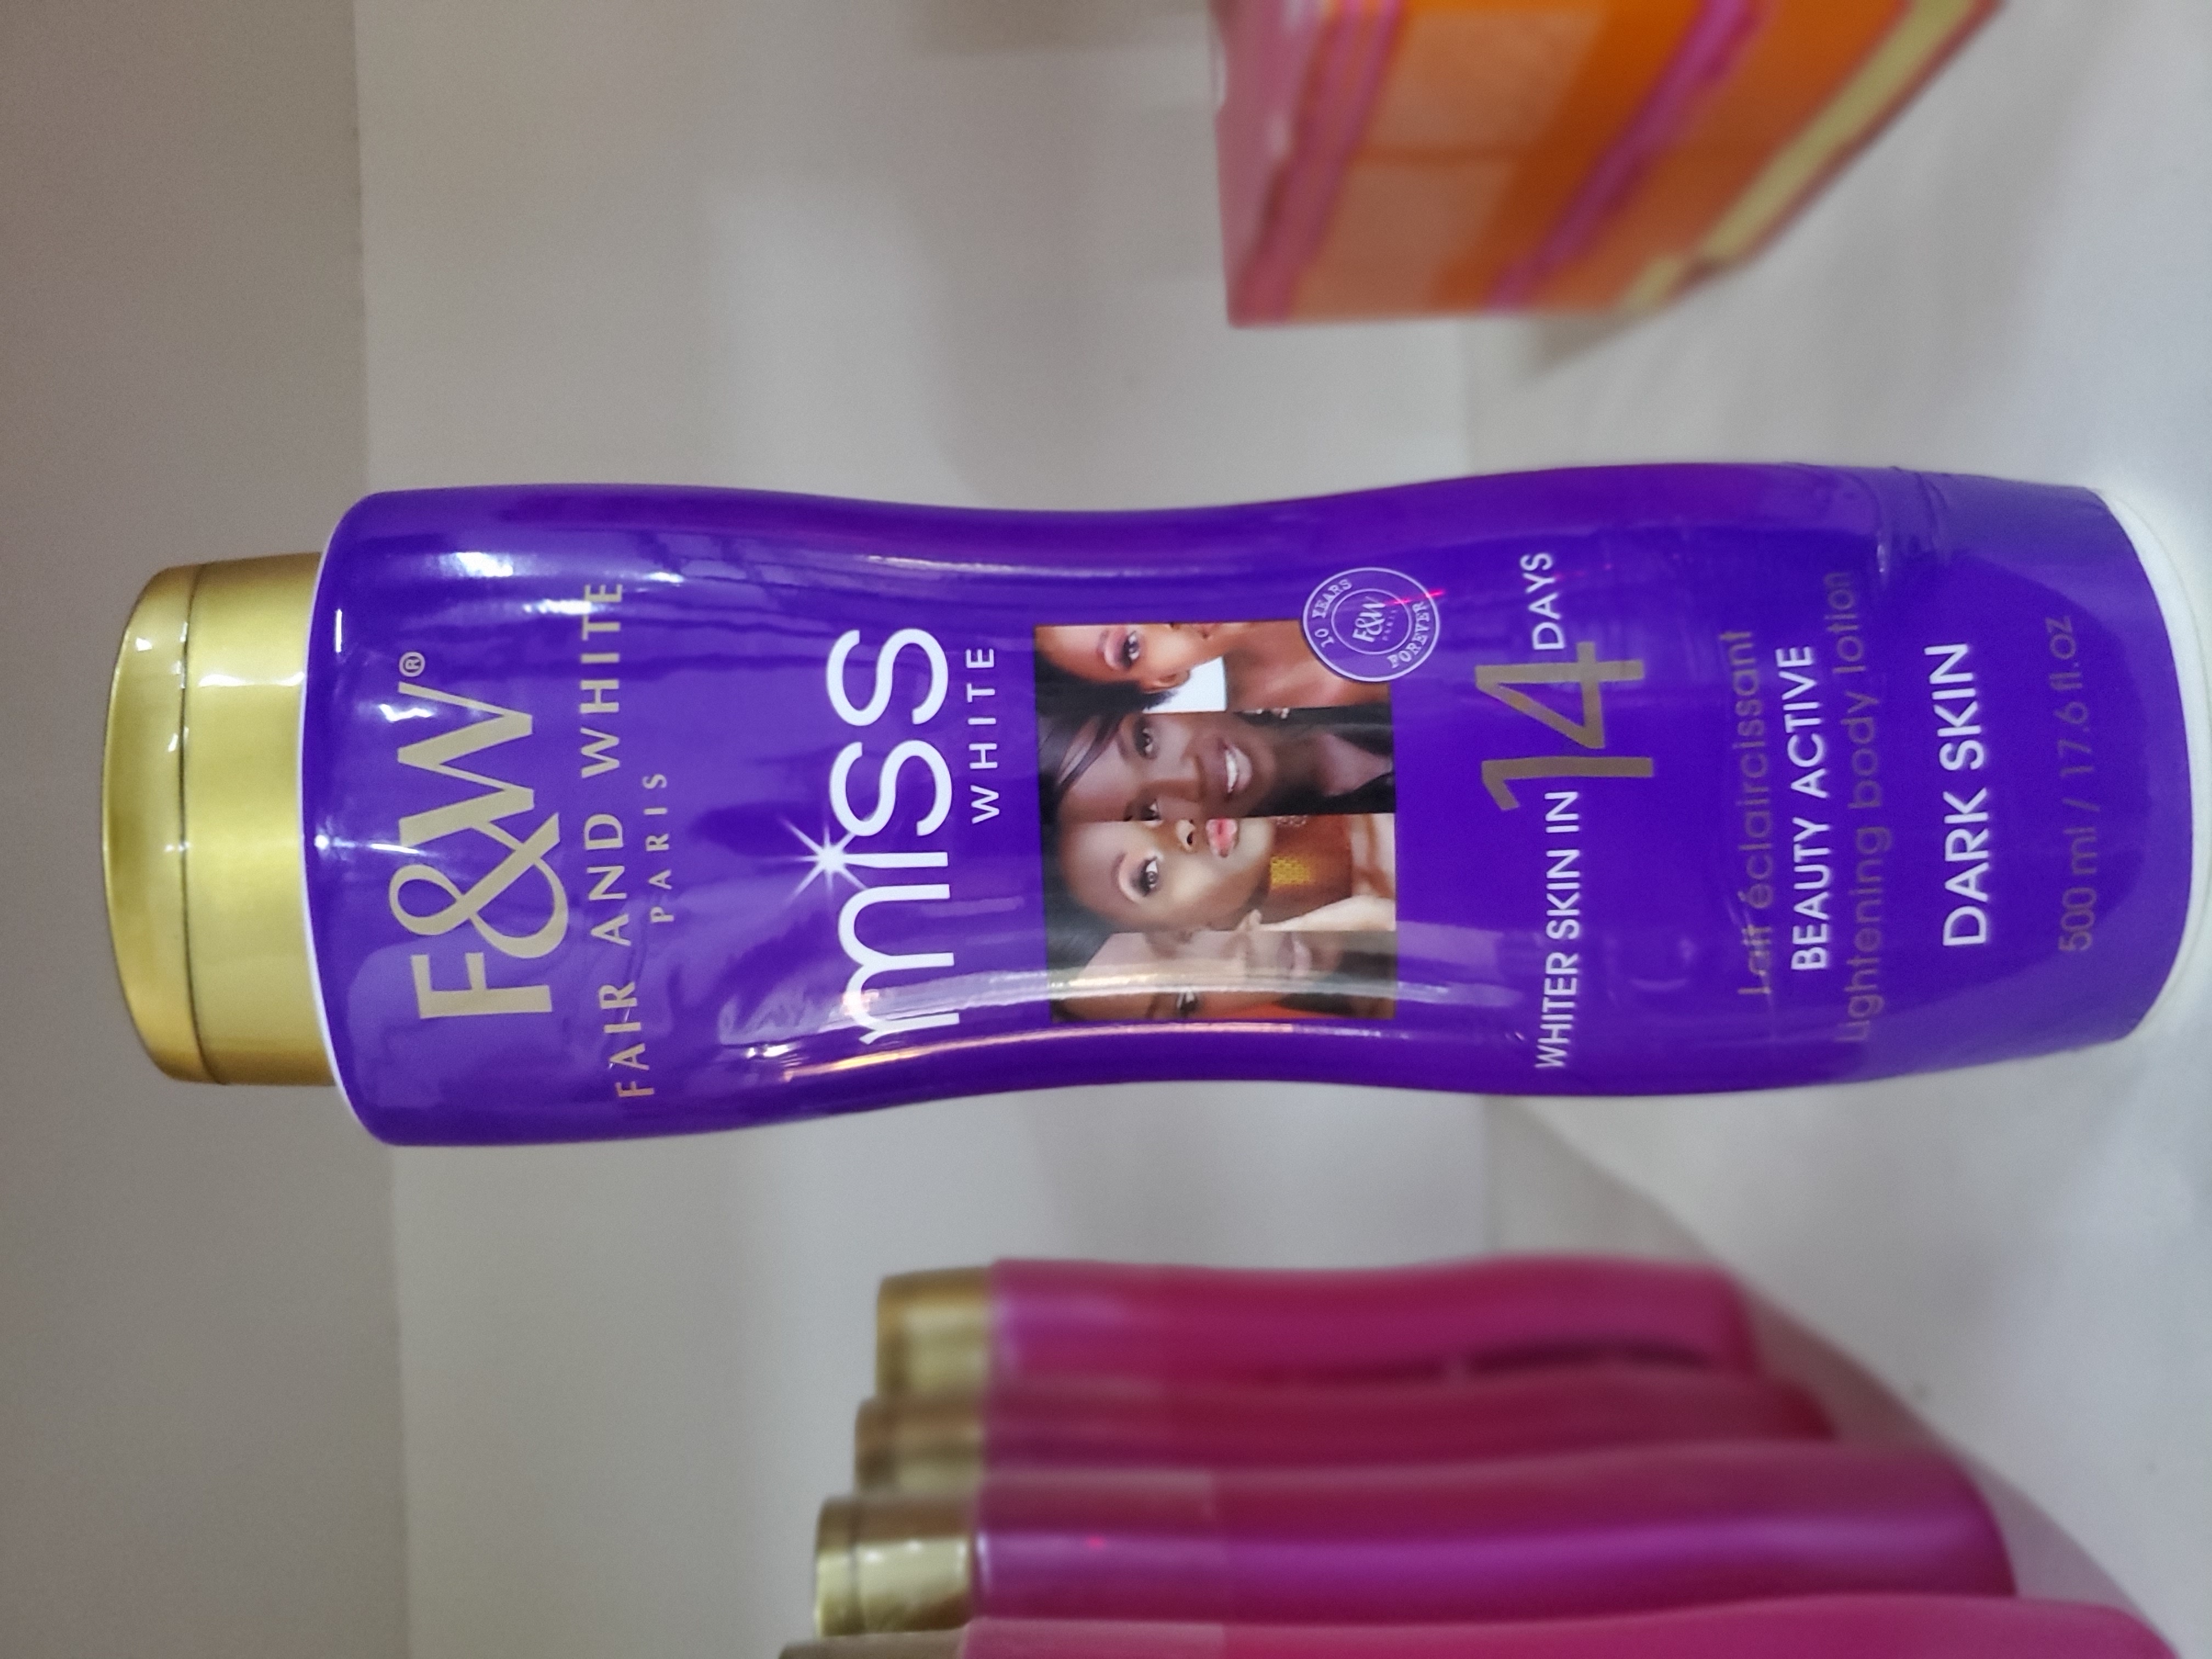 F&W®
FAIR AND WHITE
PARIS
miss
WHITE
10 YEARS
F&W
PARIS
FOREVER
WHITER SKIN IN 14 DAYS
Lait éclaircissant
BEAUTY ACTIVE
Lightening body lotion
DARK SKIN
500 ml / 17.6 fl.oz